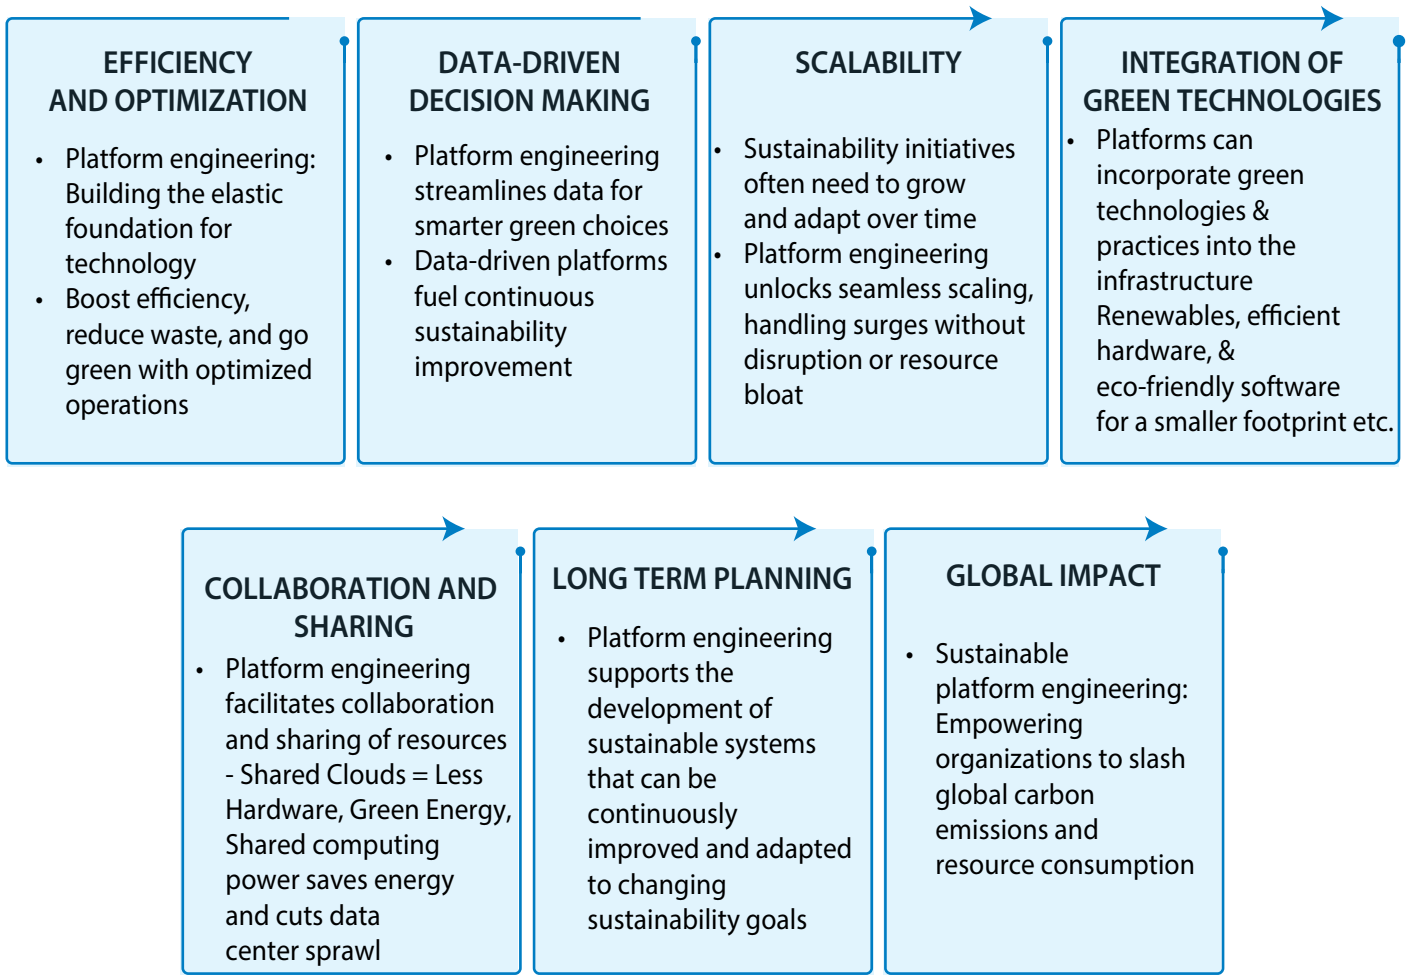 EFFICIENCY
AND OPTIMIZATION
• Platform engineering:
Building the elastic
foundation for
technology
• Boost efficiency,
reduce waste, and go
green with optimized
operations
DATA-DRIVEN
DECISION MAKING
• Platform engineering
streamlines data for
smarter green choices
• Data-driven platforms
fuel continuous
sustainability
improvement
SCALABILITY
• Sustainability initiatives
often need to grow
and adapt over time
• Platform engineering
unlocks seamless scaling,
handling surges without
disruption or resource
bloat
INTEGRATION OF
GREEN TECHNOLOGIES
• Platforms can
incorporate green
technologies &
practices into the
infrastructure
Renewables, efficient
hardware, &
eco-friendly software
for a smaller footprint etc.
COLLABORATION AND
SHARING
• Platform engineering
facilitates collaboration
and sharing of resources
- Shared Clouds = Less
Hardware, Green Energy,
Shared computing
power saves energy
and cuts data
center sprawl
LONG TERM PLANNING
• Platform engineering
supports the
development of
sustainable systems
that can be
continuously
improved and adapted
to changing
sustainability goals
GLOBAL IMPACT
• Sustainable
platform engineering:
Empowering
organizations to slash
global carbon
emissions and
resource consumption